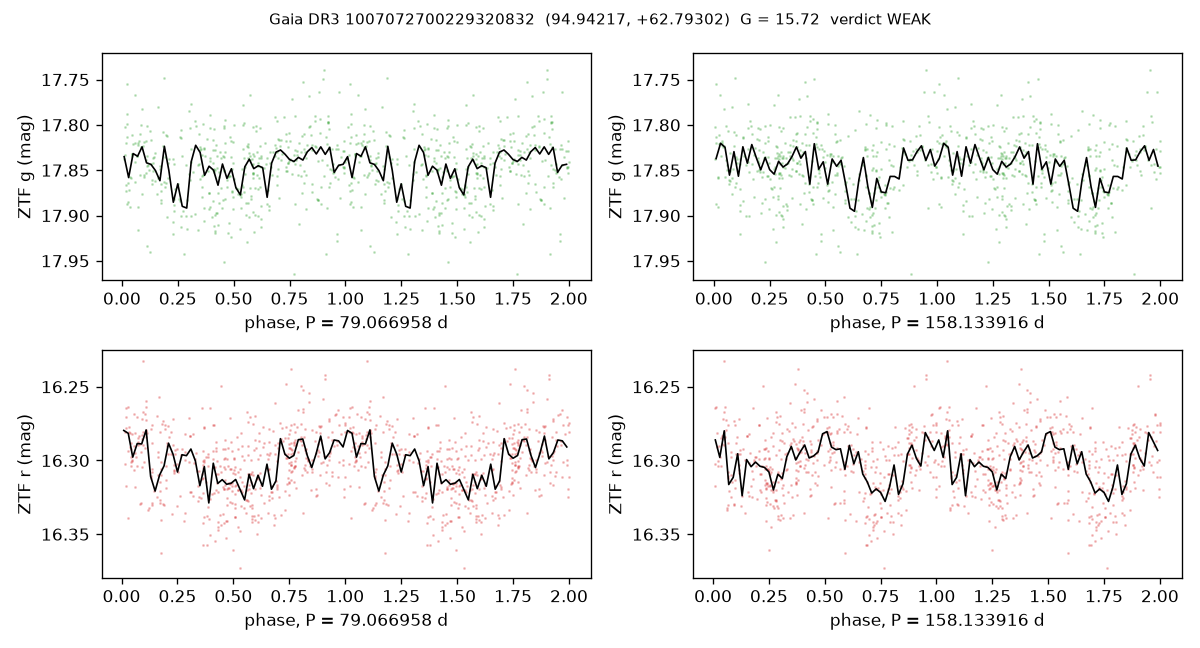 Gaia DR3 1007072700229320832  (94.94217, +62.79302)  G = 15.72  verdict WEAK
ZTF g (mag)
17.75
17.80
17.85
17.90
17.95
0.00 0.25 0.50 0.75 1.00 1.25 1.50 1.75 2.00
phase, P = 79.066958 d
ZTF g (mag)
17.75
17.80
17.85
17.90
17.95
0.00 0.25 0.50 0.75 1.00 1.25 1.50 1.75 2.00
phase, P = 158.133916 d
ZTF r (mag)
16.25
16.30
16.35
0.00 0.25 0.50 0.75 1.00 1.25 1.50 1.75 2.00
phase, P = 79.066958 d
ZTF r (mag)
16.25
16.30
16.35
0.00 0.25 0.50 0.75 1.00 1.25 1.50 1.75 2.00
phase, P = 158.133916 d